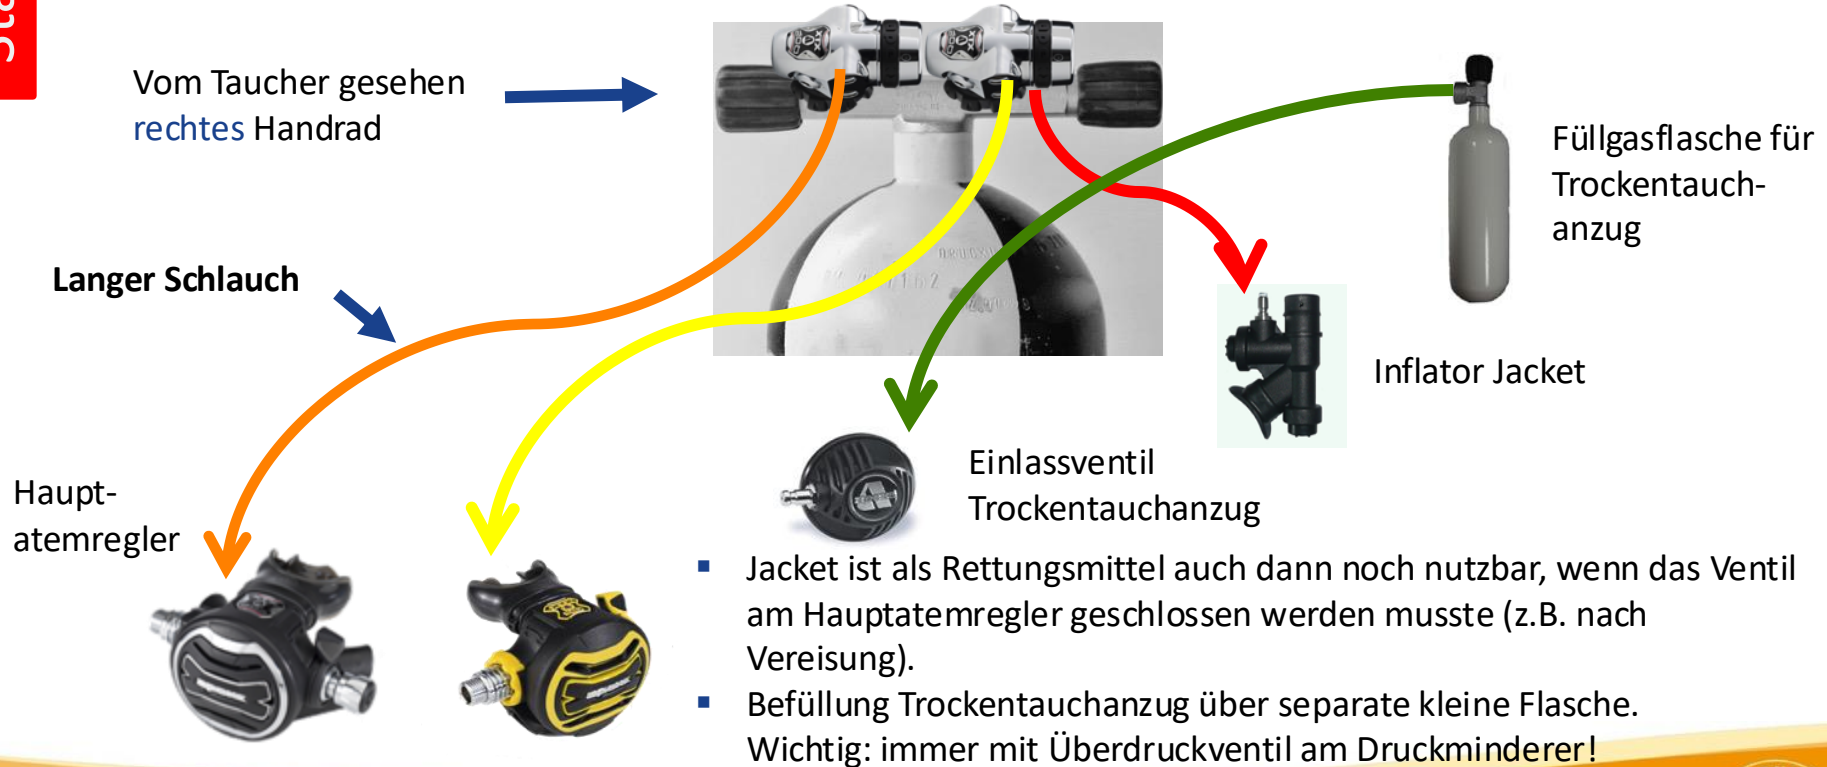 Vom Taucher gesehen
rechtes Handrad
Füllgasflasche für
Trockentauch-
anzug
Langer Schlauch
Inflator Jacket
Haupt-
atemregler
Einlassventil
Trockentauchanzug
Jacket ist als Rettungsmittel auch dann noch nutzbar, wenn das Ventil
am Hauptatemregler geschlossen werden musste (z.B. nach
Vereisung).
Befüllung Trockentauchanzug über separate kleine Flasche.
Wichtig: immer mit Überdruckventil am Druckminderer!